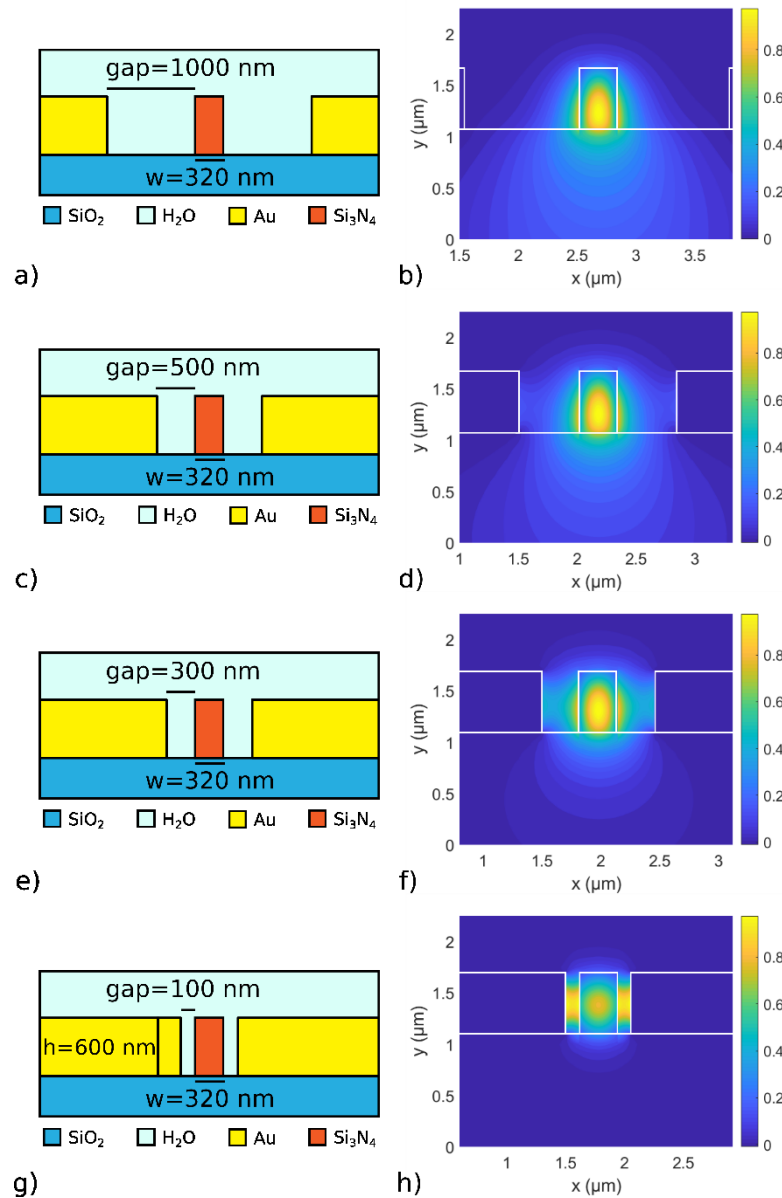 gap=1000 nm
w=320 nm
SiO₂ H₂O Au Si₃N₄
a)
y (μm)
2
1.5
1
0.5
0
1.5 2 2.5 3 3.5
x (μm)
0.8
0.6
0.4
0.2
0
b)
gap=500 nm
w=320 nm
SiO₂ H₂O Au Si₃N₄
c)
y (μm)
2
1.5
1
0.5
0
1 1.5 2 2.5 3
x (μm)
0.8
0.6
0.4
0.2
0
d)
gap=300 nm
w=320 nm
SiO₂ H₂O Au Si₃N₄
e)
y (μm)
2
1.5
1
0.5
0
1 1.5 2 2.5 3
x (μm)
0.8
0.6
0.4
0.2
0
f)
gap=100 nm
h=600 nm
w=320 nm
SiO₂ H₂O Au Si₃N₄
g)
y (μm)
2
1.5
1
0.5
0
1 1.5 2 2.5
x (μm)
0.8
0.6
0.4
0.2
0
h)